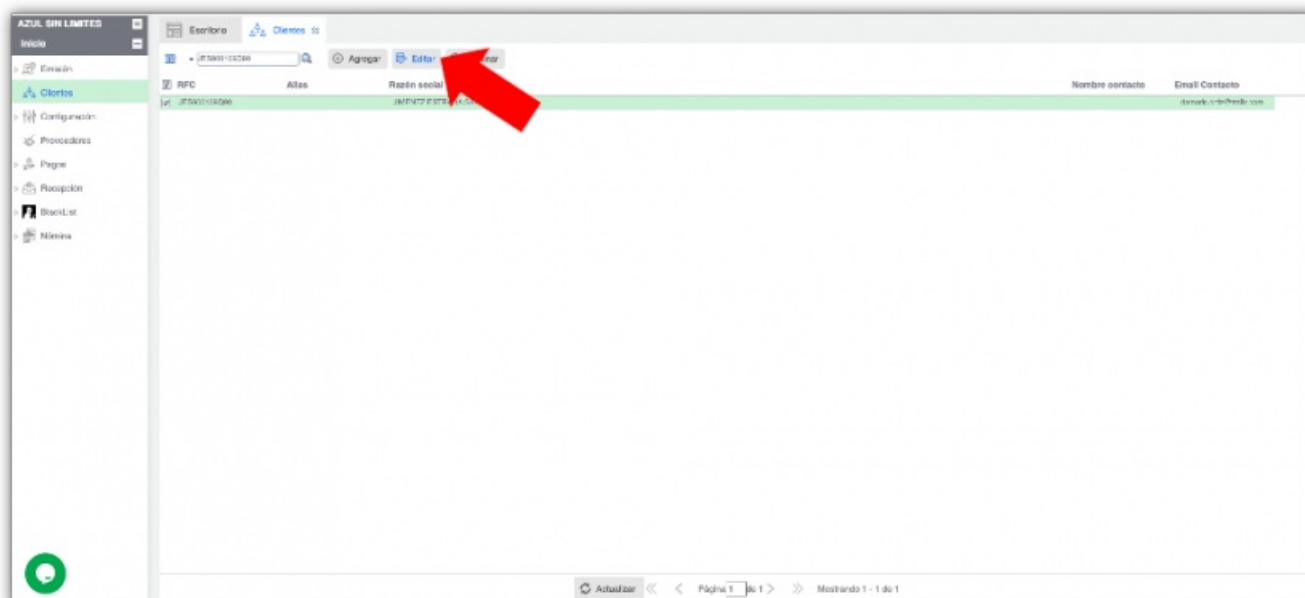 AZUL SIN LIMITES
Inicio
Emisión
Clientes
Configuración
Proveedores
Pagos
Recepción
BlackList
Nómina
Escritorio Clientes
Agregar Editar
RFC Alias Razón social Nombre contacto Email Contacto
Actualizar Página 1 de 1 Mostrando 1 - 1 de 1